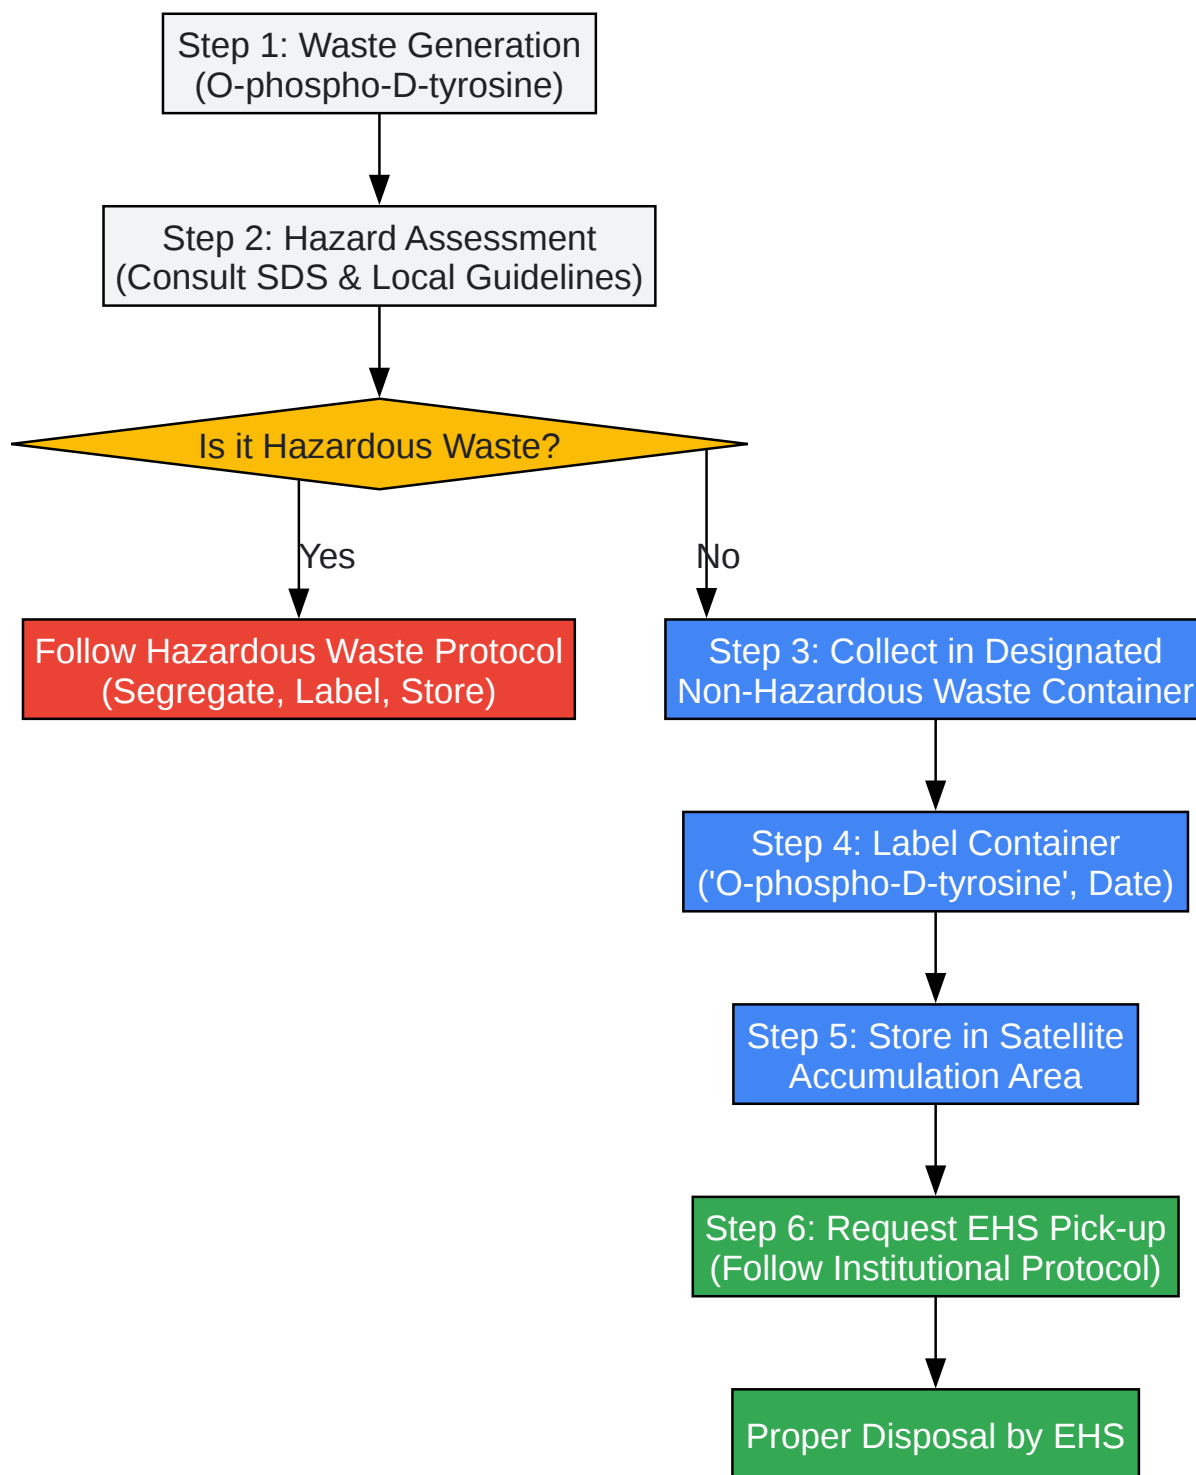 Step 1: Waste Generation
(O-phospho-D-tyrosine)
Step 2: Hazard Assessment
(Consult SDS & Local Guidelines)
Is it Hazardous Waste?
Yes
No
Follow Hazardous Waste Protocol
(Segregate, Label, Store)
Step 3: Collect in Designated
Non-Hazardous Waste Container
Step 4: Label Container
('O-phospho-D-tyrosine', Date)
Step 5: Store in Satellite
Accumulation Area
Step 6: Request EHS Pick-up
(Follow Institutional Protocol)
Proper Disposal by EHS